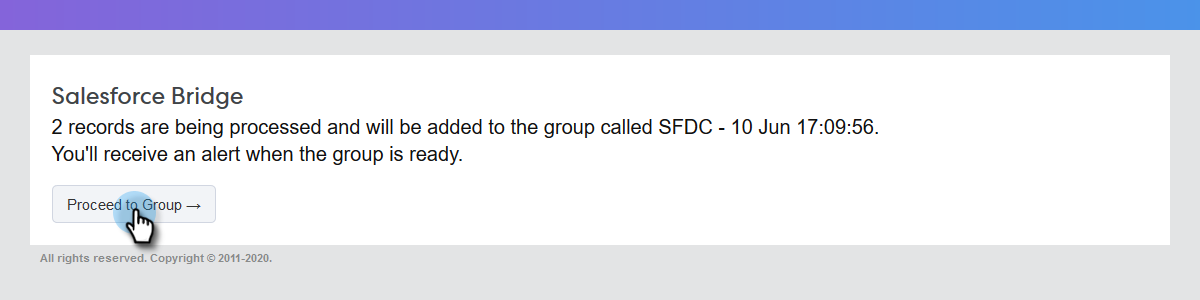 Salesforce Bridge
2 records are being processed and will be added to the group called SFDC - 10 Jun 17:09:56.
You'll receive an alert when the group is ready.
Proceed to Group →
All rights reserved. Copyright © 2011-2020.